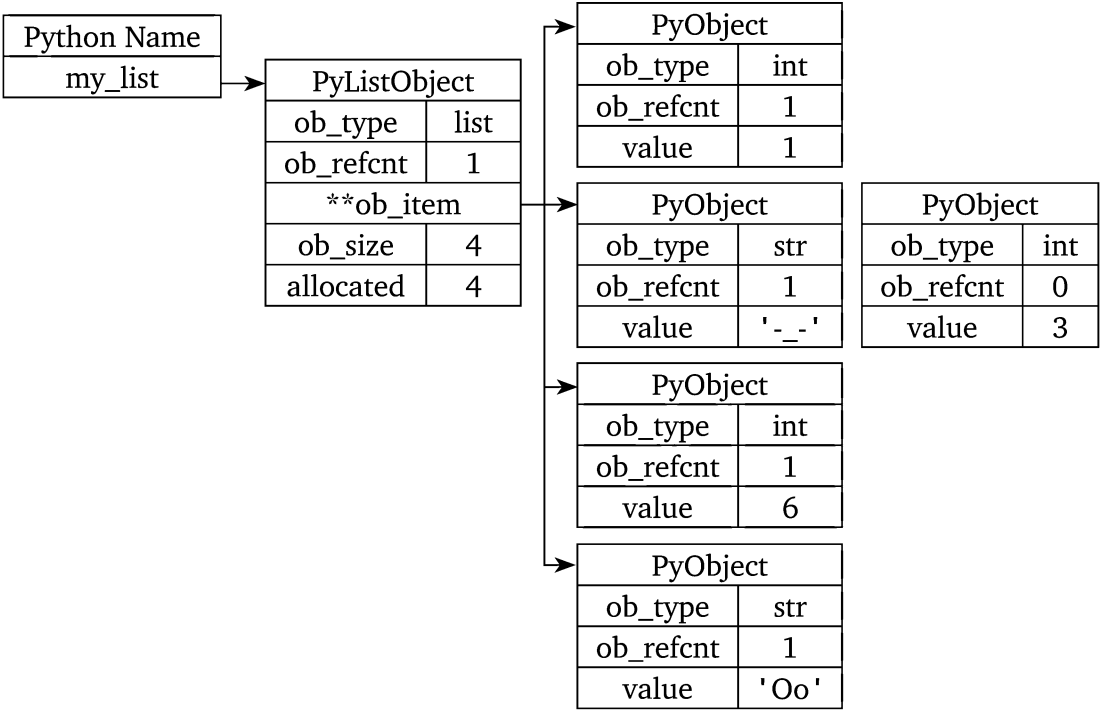 Python Name
my_list
PyListObject
ob_type list
ob_refcnt 1
**ob_item
ob_size 4
allocated 4
PyObject
ob_type int
ob_refcnt 1
value 1
PyObject
ob_type str
ob_refcnt 1
value '-_-'
PyObject
ob_type int
ob_refcnt 0
value 3
PyObject
ob_type int
ob_refcnt 1
value 6
PyObject
ob_type str
ob_refcnt 1
value 'Oo'